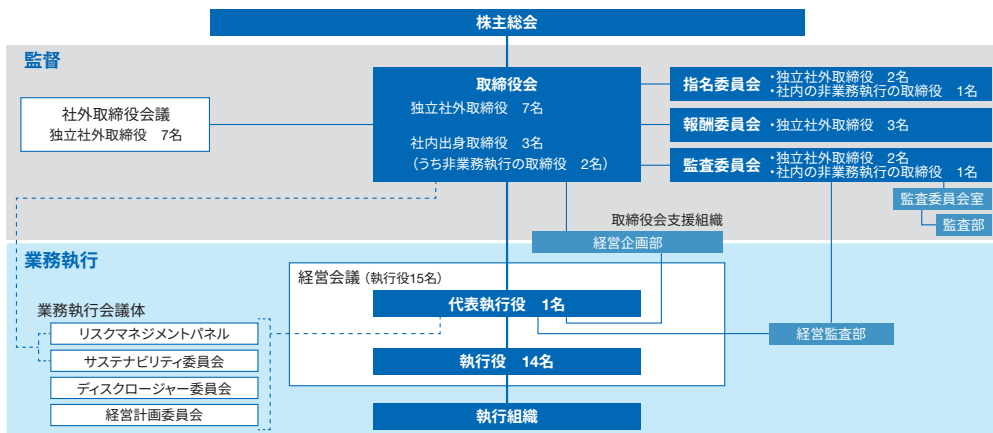 株主総会
監督
取締役会
独立社外取締役 7名
社内出身取締役 3名
（うち非業務執行の取締役 2名）
社外取締役会議
独立社外取締役 7名
指名委員会
・独立社外取締役 2名
・社内の非業務執行の取締役 1名
報酬委員会
・独立社外取締役 3名
監査委員会
・独立社外取締役 2名
・社内の非業務執行の取締役 1名
監査委員会室
監査部
取締役会支援組織
経営企画部
業務執行
経営会議（執行役15名）
代表執行役 1名
執行役 14名
執行組織
経営監査部
業務執行会議体
リスクマネジメントパネル
サステナビリティ委員会
ディスクロージャー委員会
経営計画委員会